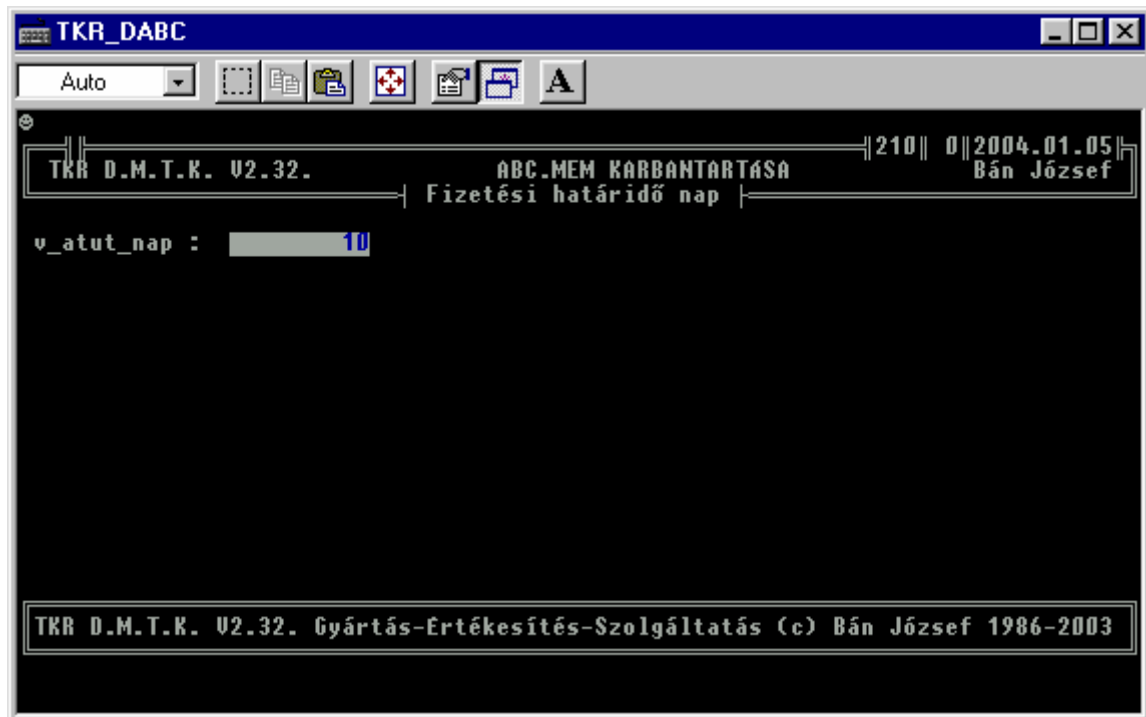 TKR_DABC
Auto
A
210 0 2004.01.05
TKR D.M.T.K. V2.32. ABC.MEM KARBANTARTáSA Bán József
Fizetési határidő nap
v_atut_nap : 10
TKR D.M.T.K. V2.32. Gyártás-Értékesítés-Szolgáltatás (c) Bán József 1986-2003